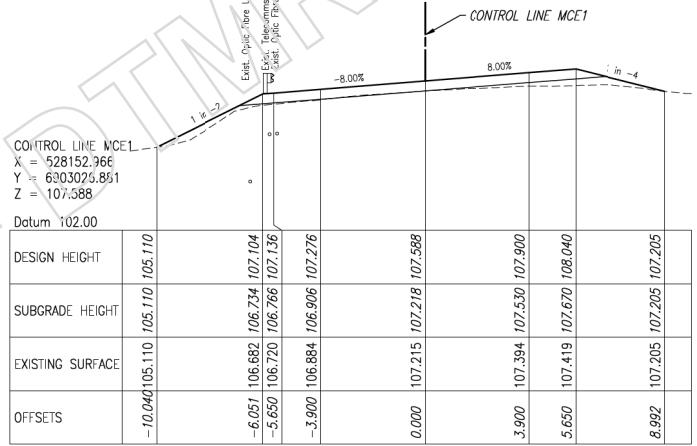 Exist. Optic Fibre L
Exist. Telecomms
Exist. Optic Fibre
CONTROL LINE MCE1
-8.00%
8.00%
1 in -2
1 in -4
CONTROL LINE MCE1
X = 528152.966
Y = 6903025.881
Z = 107.588
Datum 102.00
DESIGN HEIGHT 105.110 107.104 107.136 107.276 107.588 107.900 108.040 107.205
SUBGRADE HEIGHT 105.110 106.734 106.766 106.906 107.218 107.530 107.670 107.205
EXISTING SURFACE 105.110 106.682 106.720 106.884 107.215 107.394 107.419 107.205
OFFSETS -10.040 -6.051 -5.650 -3.900 0.000 3.900 5.650 8.992